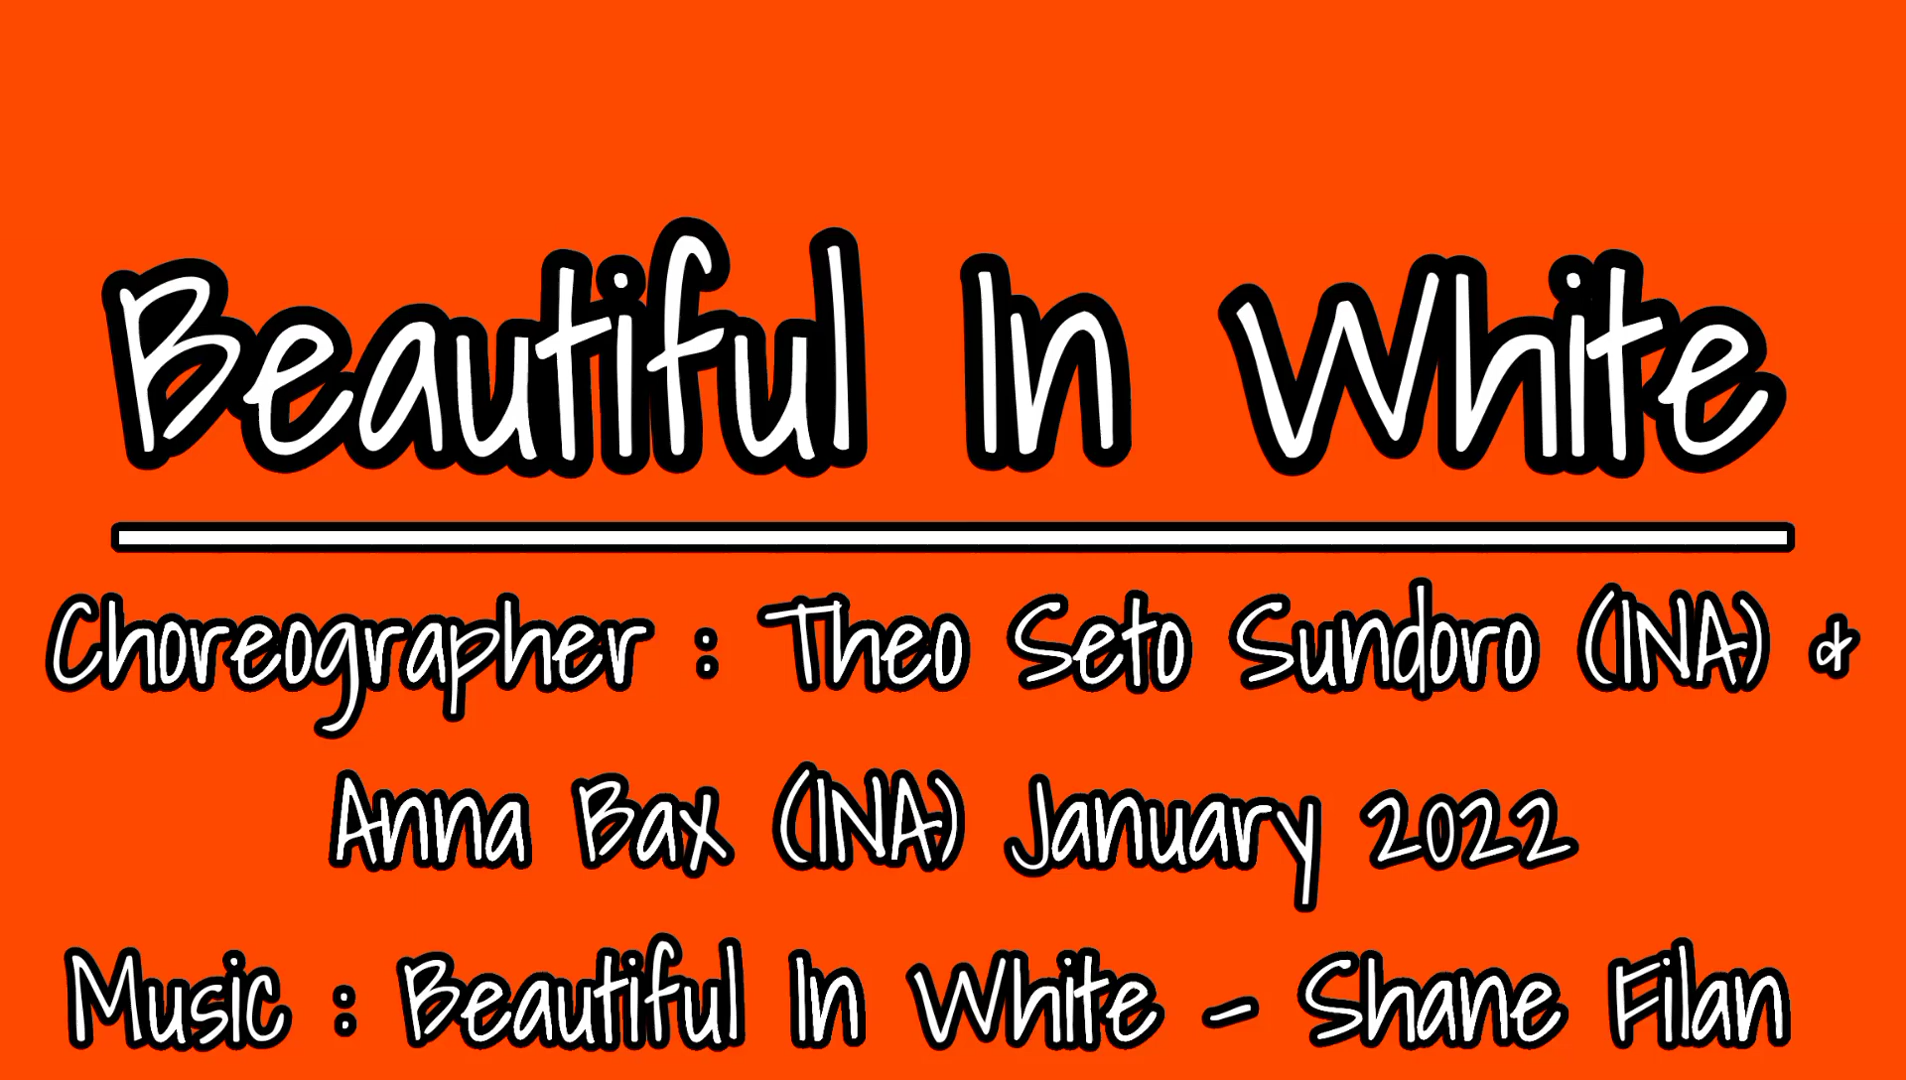 Beautiful In White
Choreographer : Theo Seto Sundoro (INA) &
Anna Bax (INA) January 2022
Music : Beautiful In White - Shane Filan